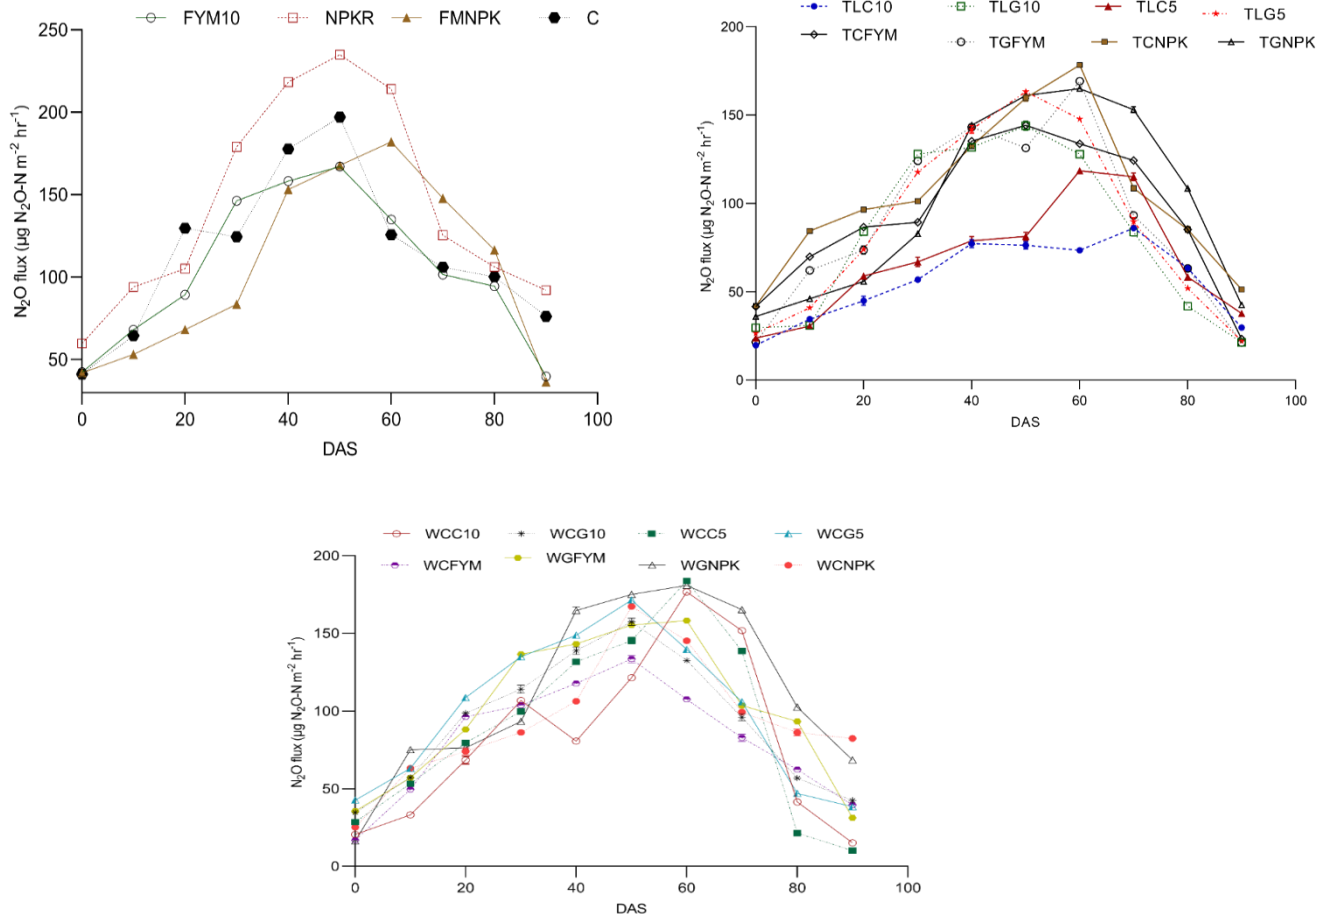 FYM10 NPKR FMNPK C
250
200
150
100
50
0 20 40 60 80 100
DAS
N₂O flux (µg N₂O-N m⁻² hr⁻¹)
TLC10 TLG10 TLC5 TLG5
TCFYM TGFYM TCNPK TGNPK
200
150
100
50
0
0 20 40 60 80 100
DAS
N₂O flux (µg N₂O-N m⁻² hr⁻¹)
WCC10 WCG10 WCC5 WCG5
WCFYM WGFYM WGNPK WCNPK
200
150
100
50
0
0 20 40 60 80 100
DAS
N₂O flux (µg N₂O-N m⁻² hr⁻¹)